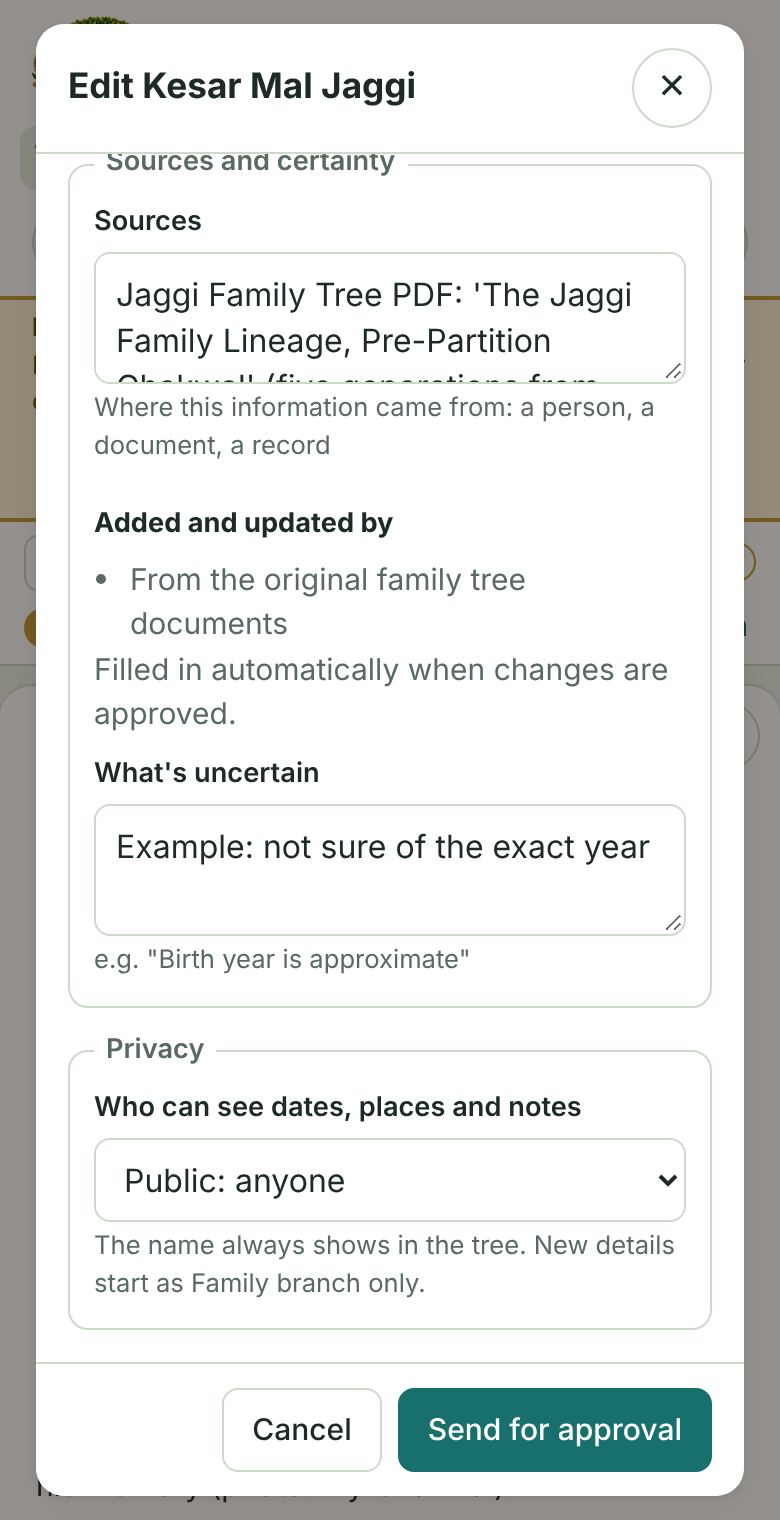 Edit Kesar Mal Jaggi
Sources and certainty
Sources
Jaggi Family Tree PDF: 'The Jaggi
Family Lineage, Pre-Partition
Chakwal' (five generations from
Where this information came from: a person, a
document, a record
Added and updated by
• From the original family tree
documents
Filled in automatically when changes are
approved.
What's uncertain
Example: not sure of the exact year
e.g. "Birth year is approximate"
Privacy
Who can see dates, places and notes
Public: anyone
The name always shows in the tree. New details
start as Family branch only.
Cancel
Send for approval